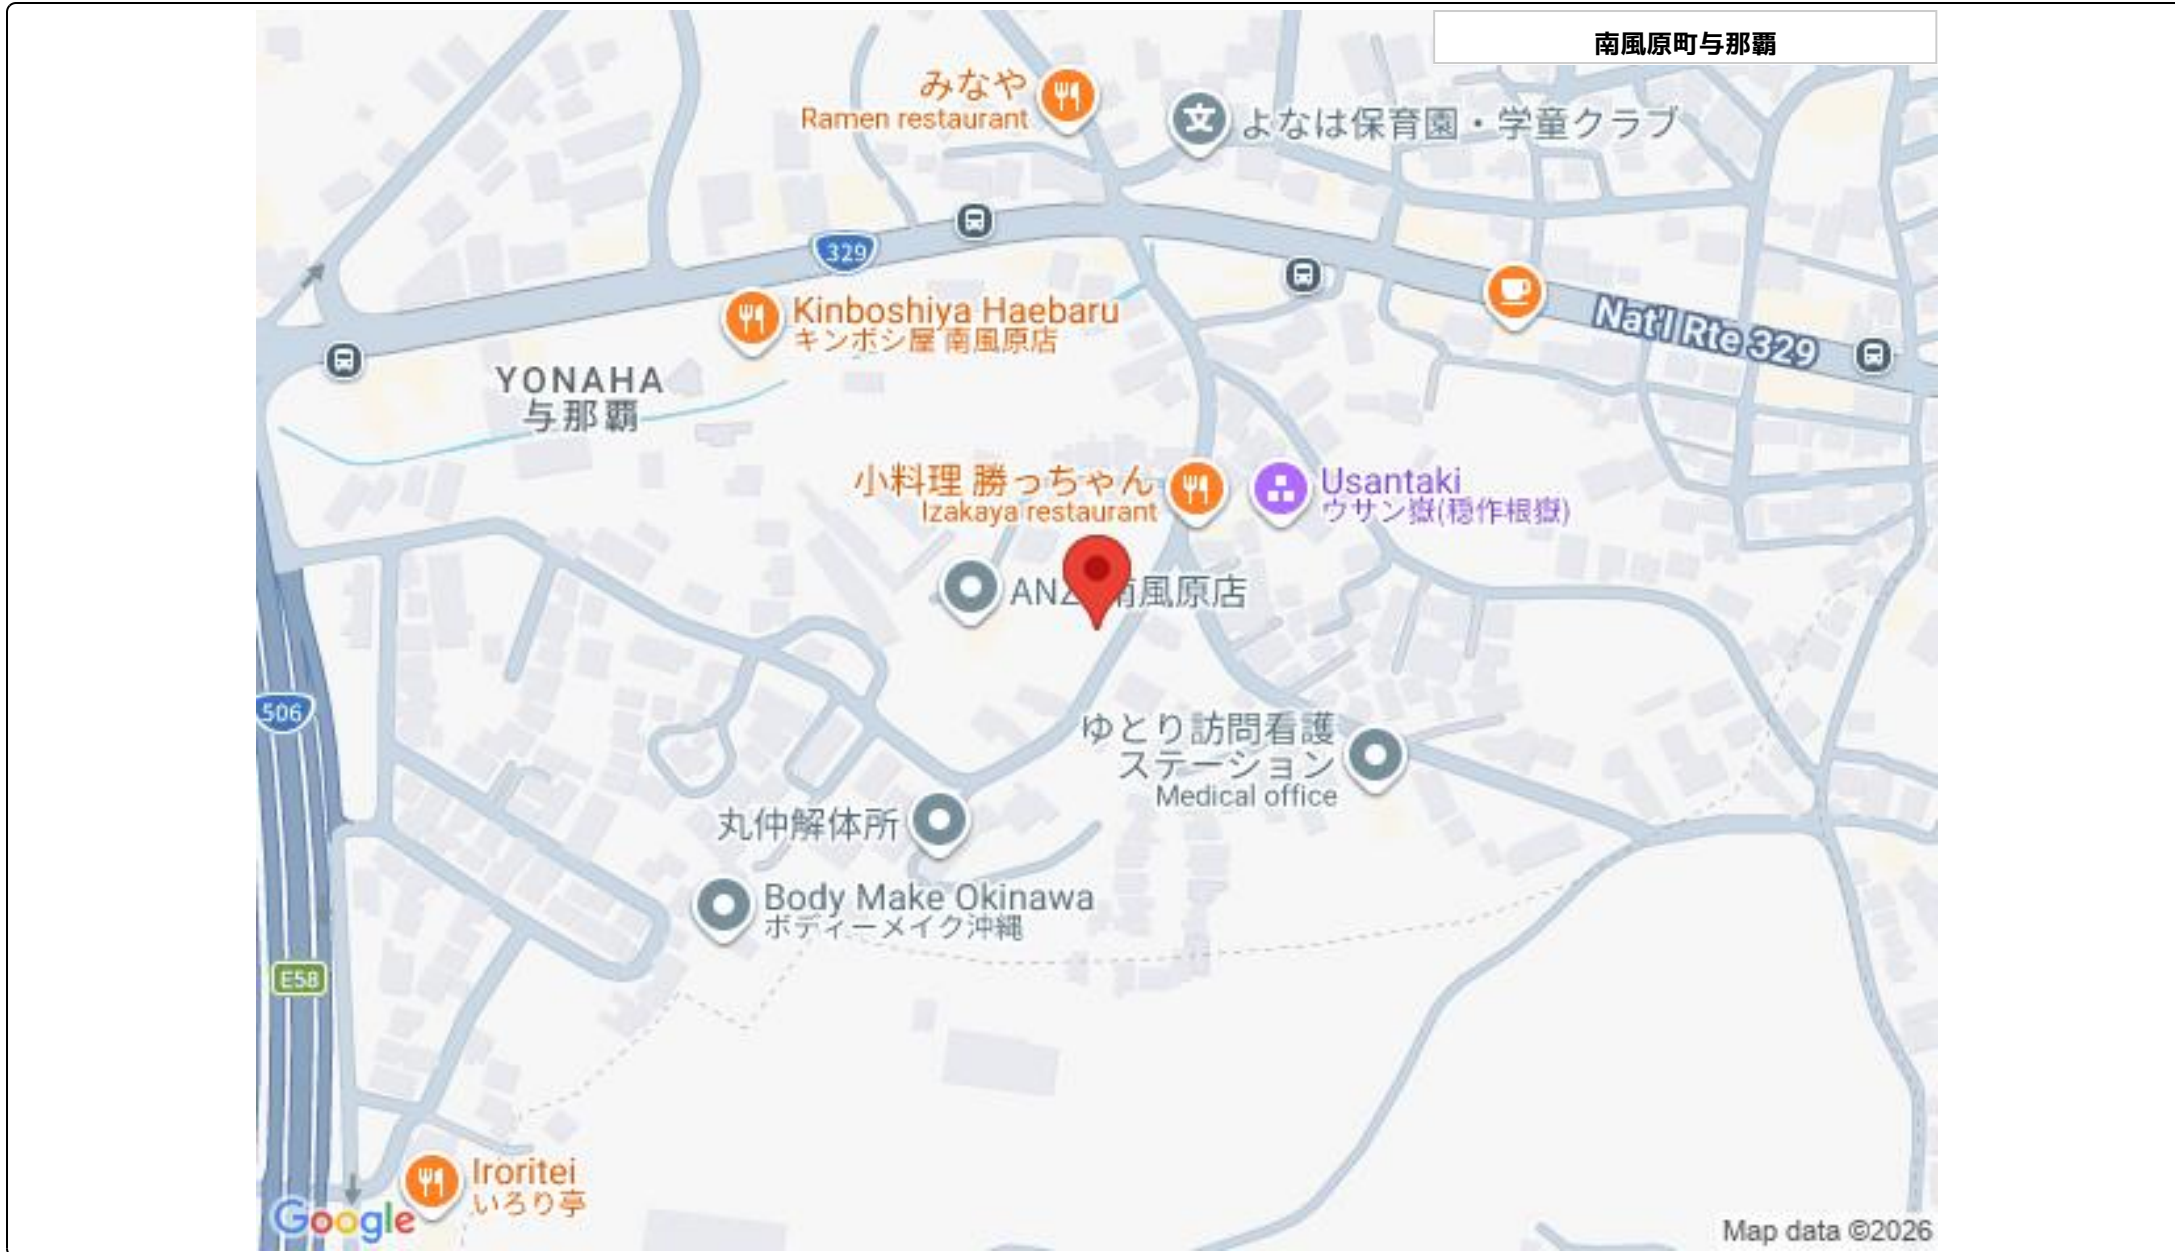 南風原町与那覇
みなや
Ramen restaurant
よなは保育園・学童クラブ
329
Kinboshiya Haebaru
キンボシ屋 南風原店
Nat'l Rte 329
YONAHA
与那覇
小料理 勝っちゃん
Izakaya restaurant
Usantaki
ウサン嶽(穏作根嶽)
南風原店
506
ゆとり訪問看護
ステーション
Medical office
丸仲解体所
Body Make Okinawa
ボディーメイク沖縄
E58
Iroritei
いろり亭
Google
Map data ©2026